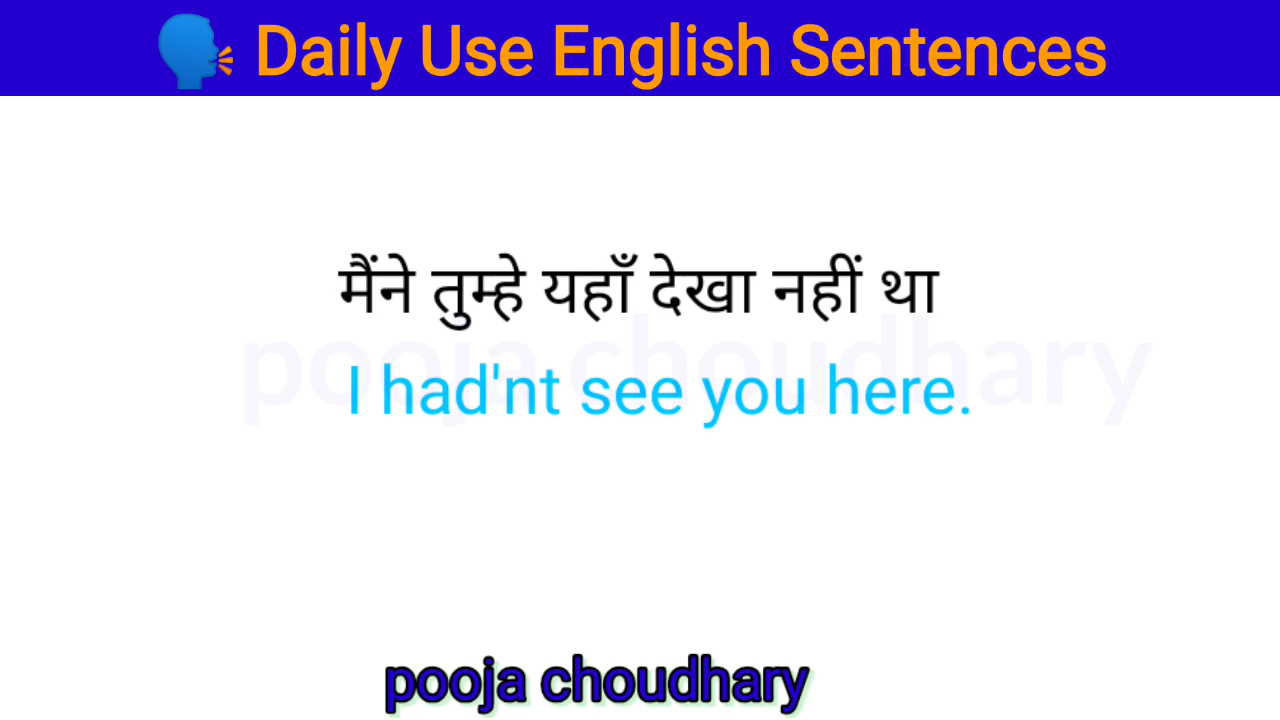 Daily Use English Sentences
मैंने तुम्हे यहाँ देखा नहीं था
pooja choudhary
I had'nt see you here.
pooja choudhary